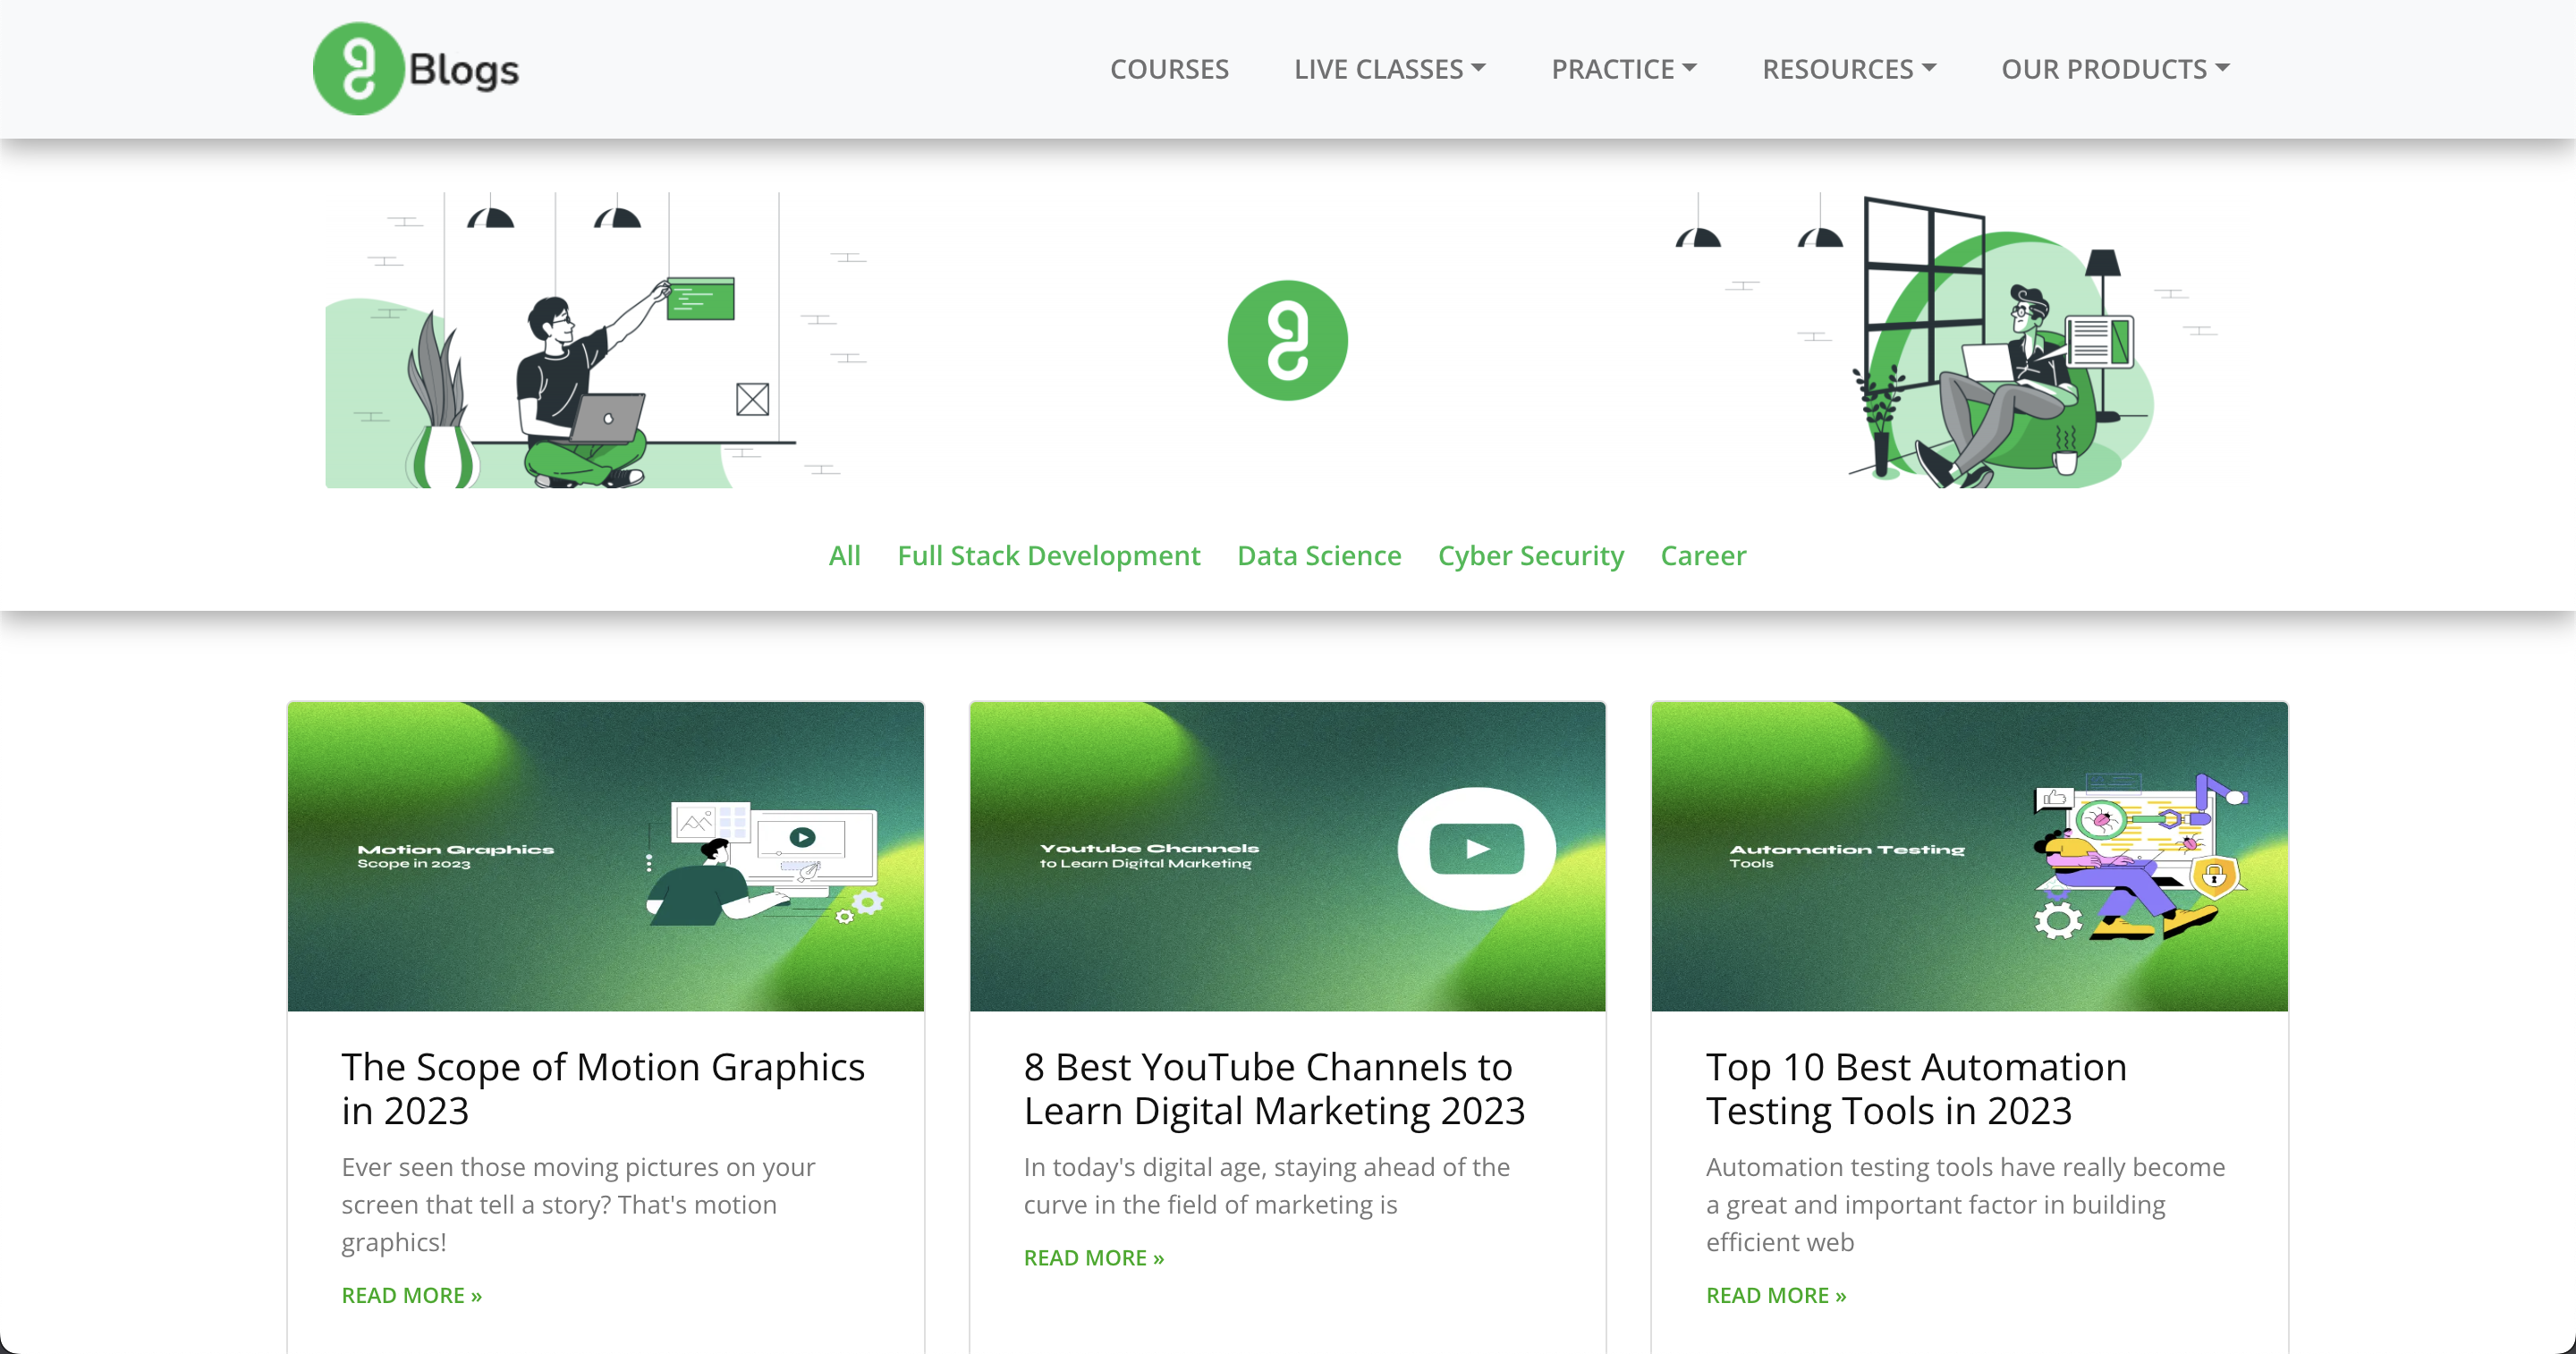 Blogs
COURSES
LIVE CLASSES
PRACTICE
RESOURCES
OUR PRODUCTS
All
Full Stack Development
Data Science
Cyber Security
Career
Motion Graphics
Scope in 2023
Youtube Channels
to Learn Digital Marketing
Automation Testing
Tools
The Scope of Motion Graphics
in 2023
Ever seen those moving pictures on your
screen that tell a story? That's motion
graphics!
READ MORE »
8 Best YouTube Channels to
Learn Digital Marketing 2023
In today's digital age, staying ahead of the
curve in the field of marketing is
READ MORE »
Top 10 Best Automation
Testing Tools in 2023
Automation testing tools have really become
a great and important factor in building
efficient web
READ MORE »